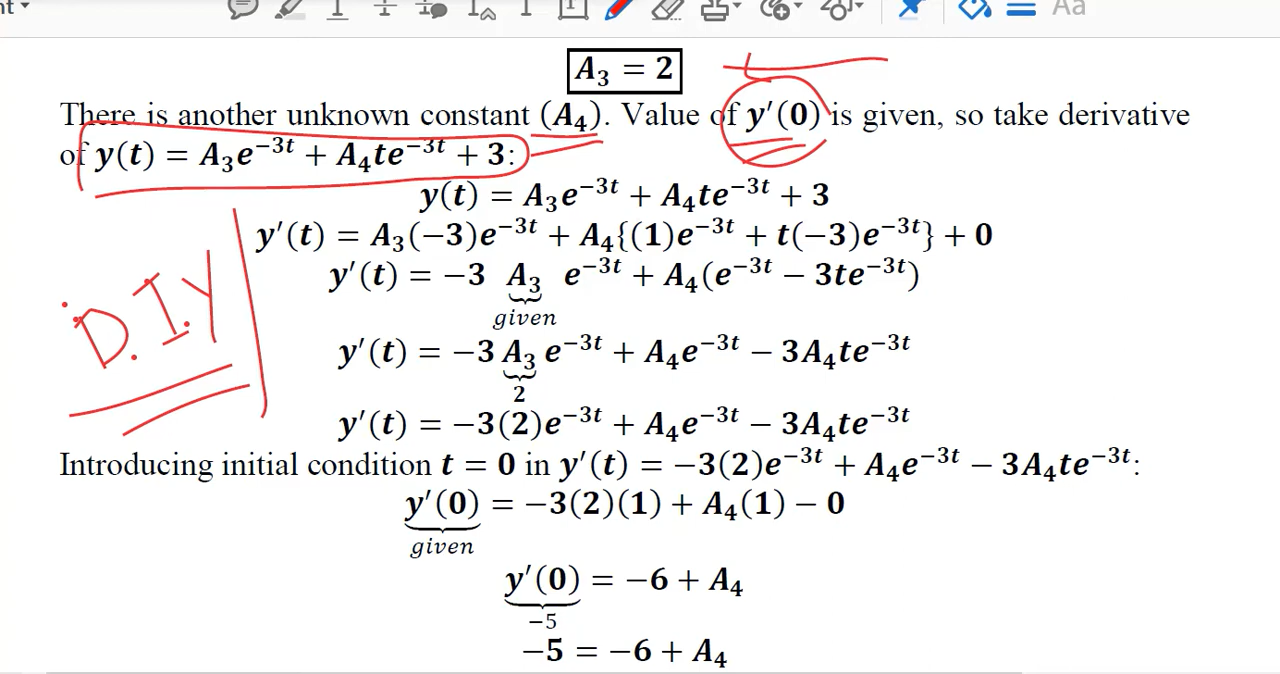 Aa
A₃ = 2
There is another unknown constant (A₄). Value of y′(0) is given, so take derivative
of y(t) = A₃e⁻³ᵗ + A₄te⁻³ᵗ + 3:
y(t) = A₃e⁻³ᵗ + A₄te⁻³ᵗ + 3
y′(t) = A₃(−3)e⁻³ᵗ + A₄{(1)e⁻³ᵗ + t(−3)e⁻³ᵗ} + 0
y′(t) = −3 A₃ e⁻³ᵗ + A₄(e⁻³ᵗ − 3te⁻³ᵗ)
given
D.I.Y
y′(t) = −3 A₃ e⁻³ᵗ + A₄e⁻³ᵗ − 3A₄te⁻³ᵗ
2
y′(t) = −3(2)e⁻³ᵗ + A₄e⁻³ᵗ − 3A₄te⁻³ᵗ
Introducing initial condition t = 0 in y′(t) = −3(2)e⁻³ᵗ + A₄e⁻³ᵗ − 3A₄te⁻³ᵗ:
y′(0) = −3(2)(1) + A₄(1) − 0
given
y′(0) = −6 + A₄
−5
−5 = −6 + A₄